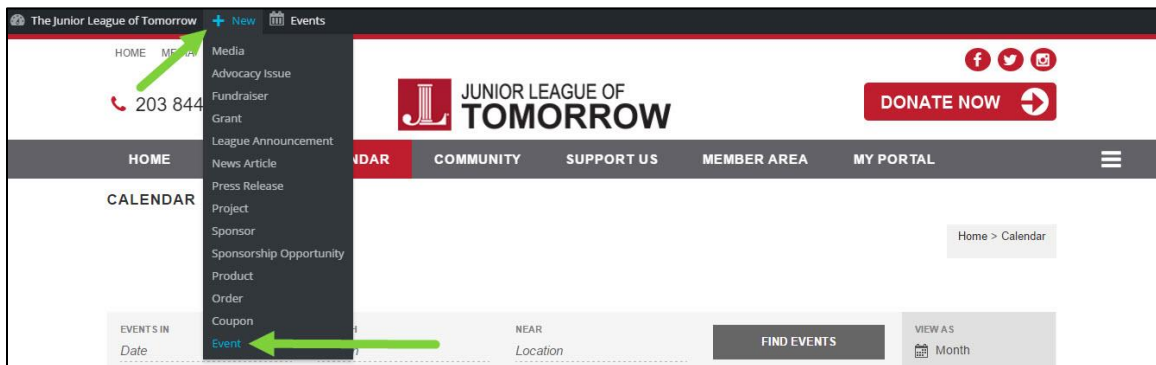 The Junior League of Tomorrow + New Events
HOME
Media
Advocacy Issue
Fundraiser
Grant
League Announcement
News Article
Press Release
Project
Sponsor
Sponsorship Opportunity
Product
Order
Coupon
Event
203 844
JUNIOR LEAGUE OF
TOMORROW
DONATE NOW
HOME COMMUNITY SUPPORT US MEMBER AREA MY PORTAL
CALENDAR
Home > Calendar
EVENTS IN NEAR VIEW AS
Date Location FIND EVENTS Month